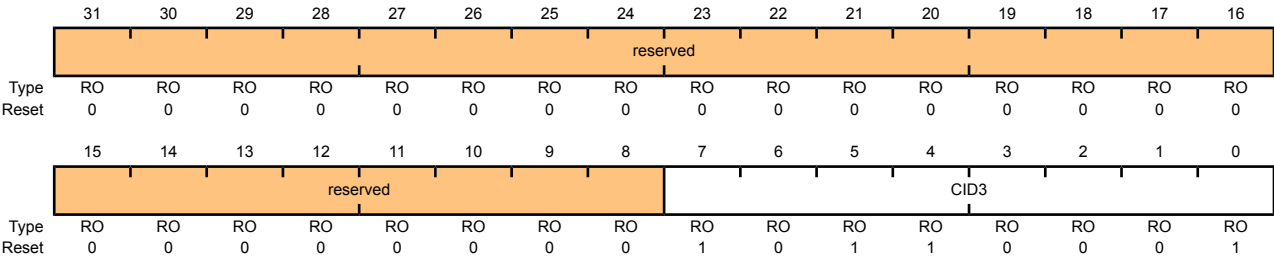 31 30 29 28 27 26 25 24 23 22 21 20 19 18 17 16
reserved
Type RO RO RO RO RO RO RO RO RO RO RO RO RO RO RO RO
Reset 0 0 0 0 0 0 0 0 0 0 0 0 0 0 0 0
15 14 13 12 11 10 9 8 7 6 5 4 3 2 1 0
reserved CID3
Type RO RO RO RO RO RO RO RO RO RO RO RO RO RO RO RO
Reset 0 0 0 0 0 0 0 0 1 0 1 1 0 0 0 1